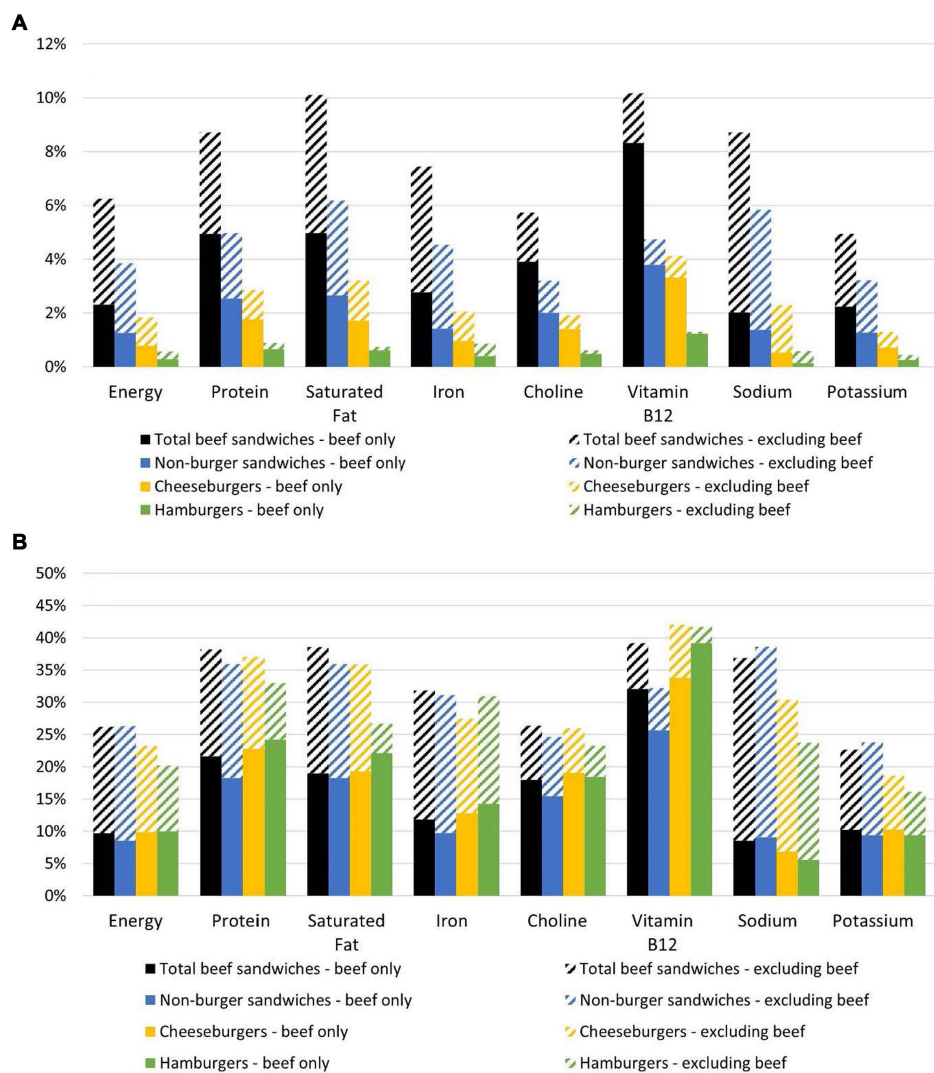 A
12%
10%
8%
6%
4%
2%
0%
Energy Protein Saturated Fat Iron Choline Vitamin B12 Sodium Potassium
Total beef sandwiches - beef only Total beef sandwiches - excluding beef
Non-burger sandwiches - beef only Non-burger sandwiches - excluding beef
Cheeseburgers - beef only Cheeseburgers - excluding beef
Hamburgers - beef only Hamburgers - excluding beef
B
50%
45%
40%
35%
30%
25%
20%
15%
10%
5%
0%
Energy Protein Saturated Fat Iron Choline Vitamin B12 Sodium Potassium
Total beef sandwiches - beef only Total beef sandwiches - excluding beef
Non-burger sandwiches - beef only Non-burger sandwiches - excluding beef
Cheeseburgers - beef only Cheeseburgers - excluding beef
Hamburgers - beef only Hamburgers - excluding beef